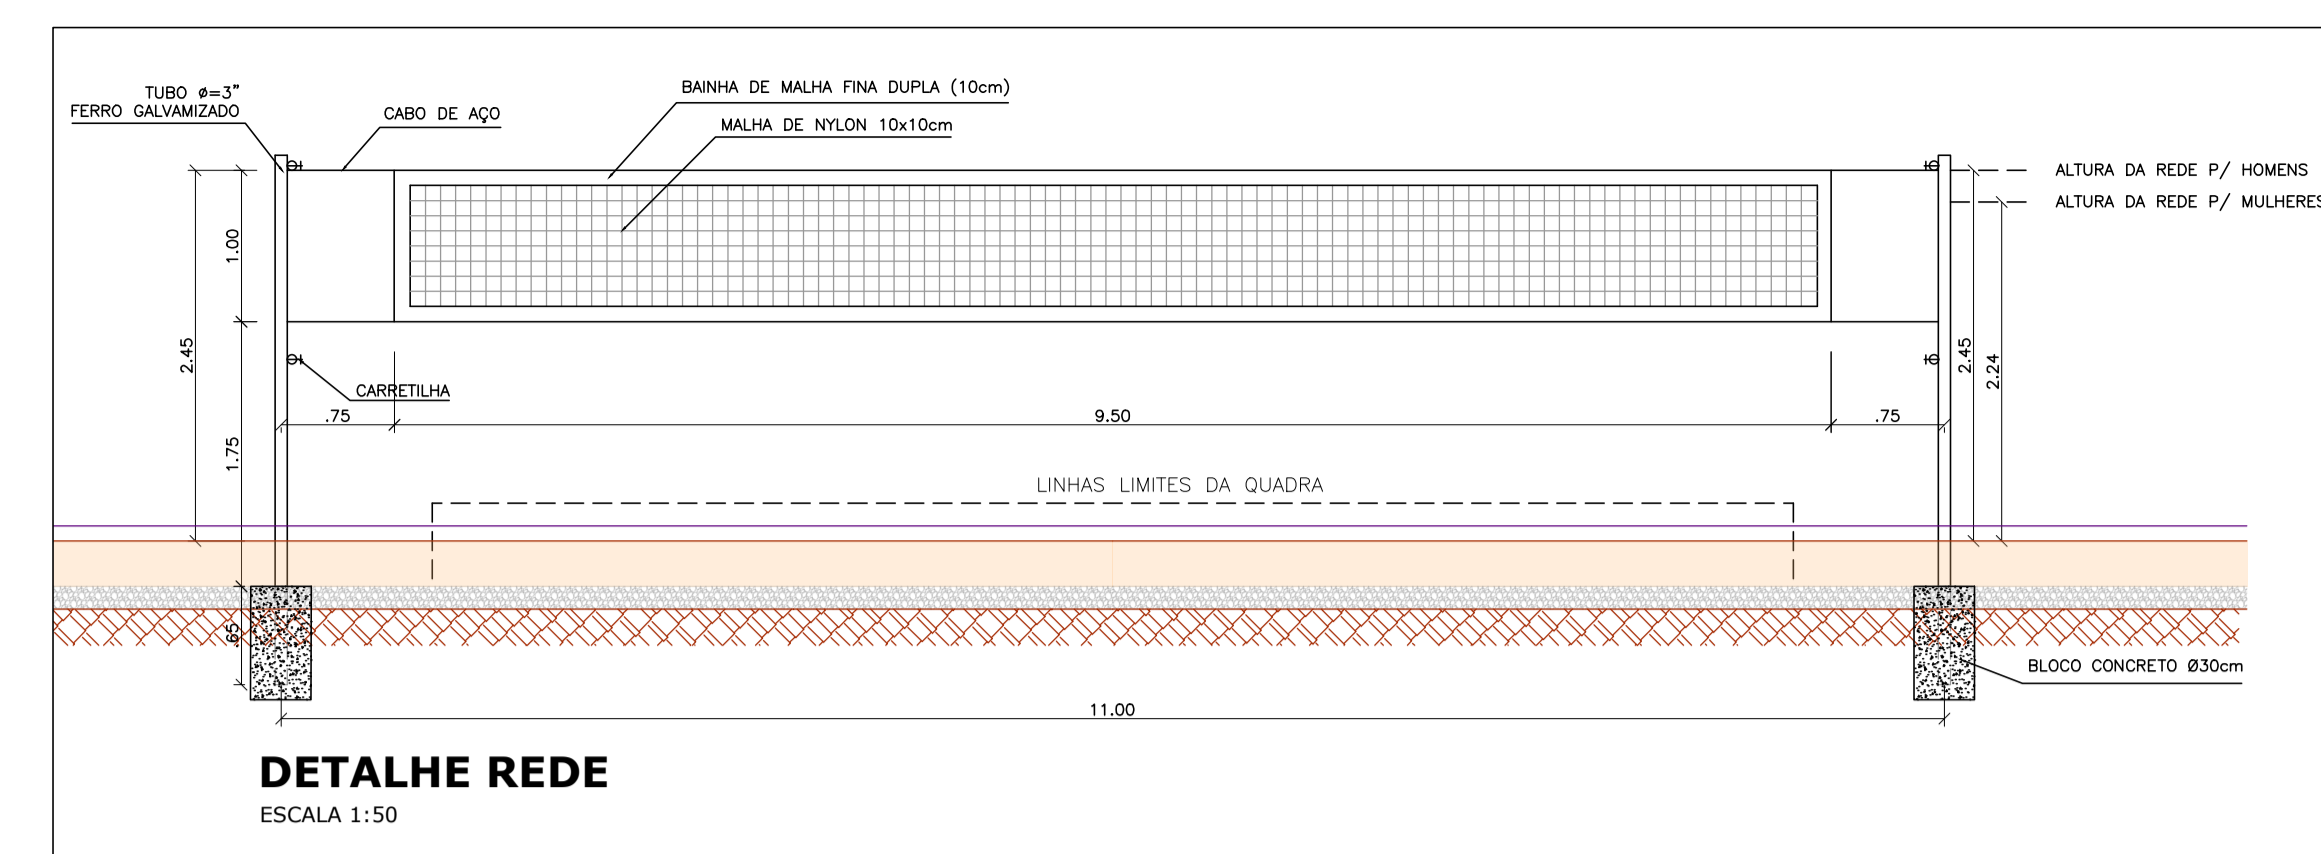 TUBO ø=3”
FERRO GALVAMIZADO
CABO DE AÇO
BAINHA DE MALHA FINA DUPLA (10cm)
MALHA DE NYLON 10x10cm
ALTURA DA REDE P/ HOMENS
ALTURA DA REDE P/ MULHERES
1.00
2.45
CARRETILHA
2.45
2.24
.75
9.50
.75
1.75
LINHAS LIMITES DA QUADRA
.65
BLOCO CONCRETO Ø30cm
11.00
DETALHE REDE
ESCALA 1:50